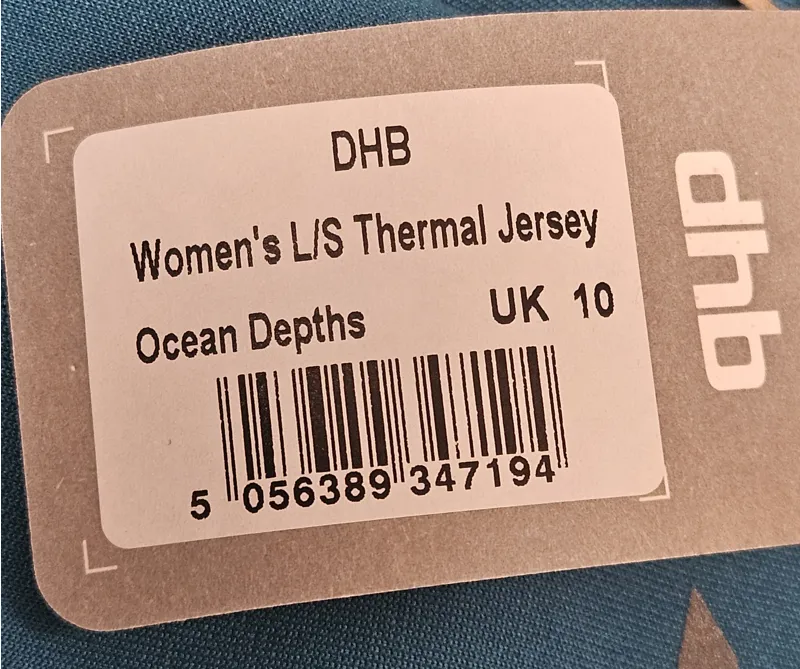 DHB
Women's L/S Thermal Jersey
Ocean Depths UK 10
5 056389 347194
dhb